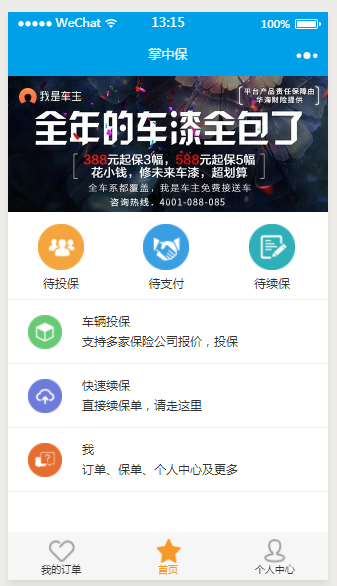 WeChat 13:15 100%
掌中保
我是车主
平台产品责任保障由
华海财险提供
全年的车漆全包了
388元起保3幅，588元起保5幅
花小钱，修未来车漆，超划算
全车系都覆盖，我是车主免费接送车
咨询热线：4001-088-085
待投保 待支付 待续保
车辆投保
支持多家保险公司报价，投保
快速续保
直接续保单，请走这里
我
订单、保单、个人中心及更多
我的订单 首页 个人中心